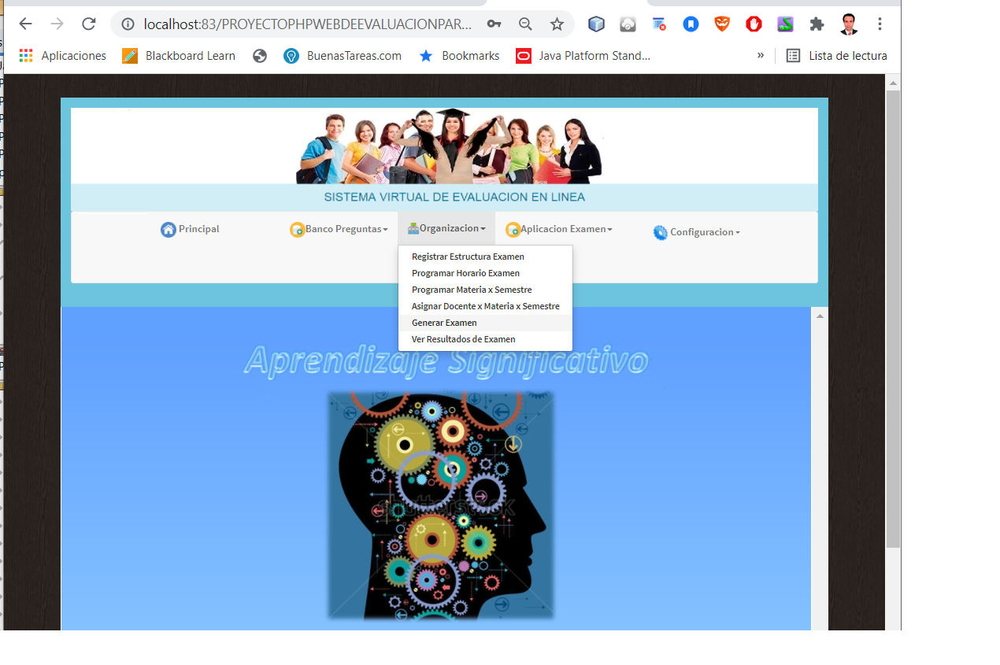 localhost:83/PROYECTOPHPWEBDEEVALUACIONPAR...
Aplicaciones
Blackboard Learn
BuenasTareas.com
Bookmarks
Java Platform Stand...
»
Lista de lectura
SISTEMA VIRTUAL DE EVALUACION EN LINEA
Principal
Banco Preguntas
Organizacion
Aplicacion Examen
Configuracion
Registrar Estructura Examen
Programar Horario Examen
Programar Materia x Semestre
Asignar Docente x Materia x Semestre
Generar Examen
Ver Resultados de Examen
Aprendizaje Significativo
shutterstock